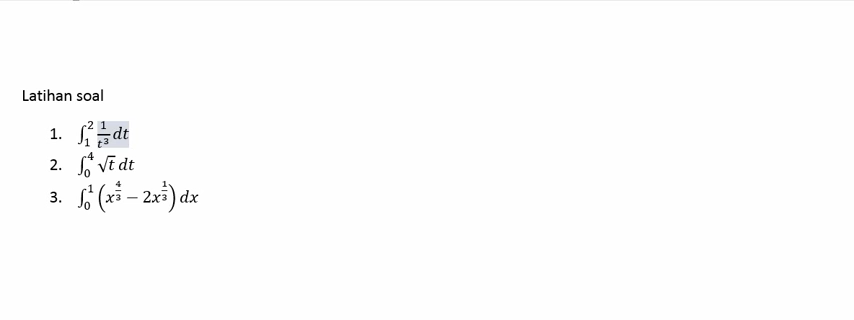 Latihan soal
1. ∫₁² 1/t³ dt
2. ∫₀⁴ √t dt
3. ∫₀¹ (x^(4/3) − 2x^(1/3)) dx